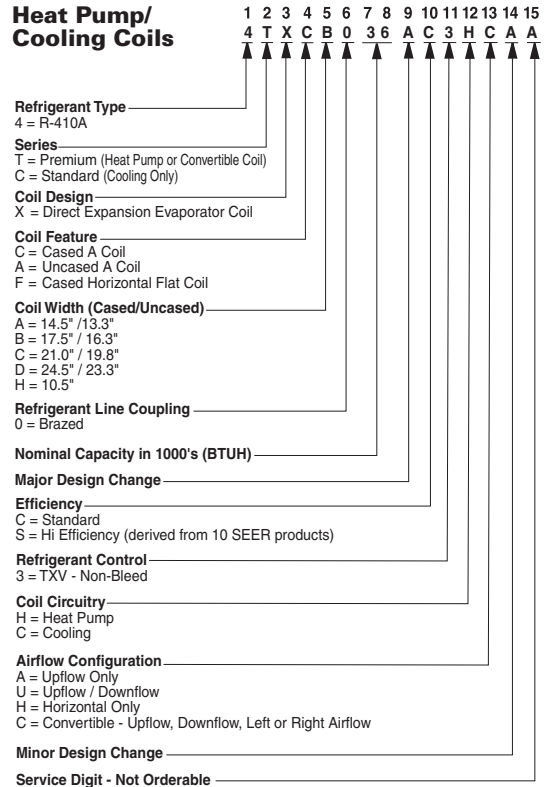 Heat Pump/
Cooling Coils
1 2 3 4 5 6 7 8 9 10 11 12 13 14 15
4 T X C B 0 3 6 A C 3 H C A A
Refrigerant Type
4 = R-410A
Series
T = Premium (Heat Pump or Convertible Coil)
C = Standard (Cooling Only)
Coil Design
X = Direct Expansion Evaporator Coil
Coil Feature
C = Cased A Coil
A = Uncased A Coil
F = Cased Horizontal Flat Coil
Coil Width (Cased/Uncased)
A = 14.5" /13.3"
B = 17.5" / 16.3"
C = 21.0" / 19.8"
D = 24.5" / 23.3"
H = 10.5"
Refrigerant Line Coupling
0 = Brazed
Nominal Capacity in 1000's (BTUH)
Major Design Change
Efficiency
C = Standard
S = Hi Efficiency (derived from 10 SEER products)
Refrigerant Control
3 = TXV - Non-Bleed
Coil Circuitry
H = Heat Pump
C = Cooling
Airflow Configuration
A = Upflow Only
U = Upflow / Downflow
H = Horizontal Only
C = Convertible - Upflow, Downflow, Left or Right Airflow
Minor Design Change
Service Digit - Not Orderable